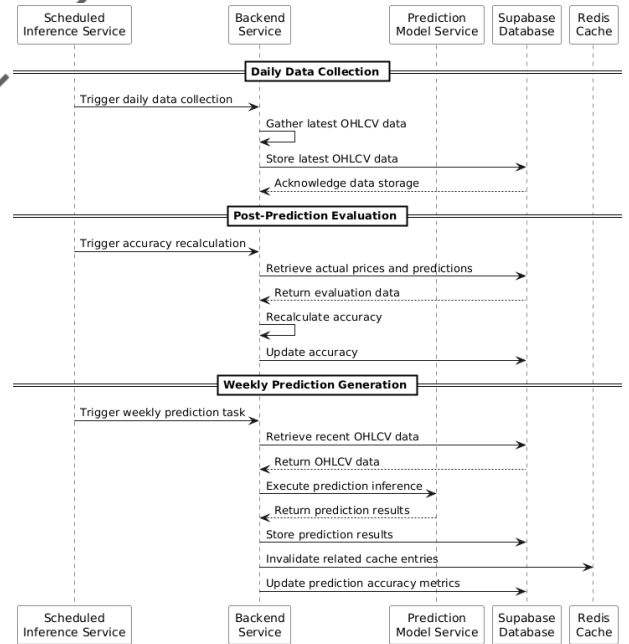 Scheduled
Inference Service
Backend
Service
Prediction
Model Service
Supabase
Database
Redis
Cache
Daily Data Collection
Trigger daily data collection
Gather latest OHLCV data
Store latest OHLCV data
Acknowledge data storage
Post-Prediction Evaluation
Trigger accuracy recalculation
Retrieve actual prices and predictions
Return evaluation data
Recalculate accuracy
Update accuracy
Weekly Prediction Generation
Trigger weekly prediction task
Retrieve recent OHLCV data
Return OHLCV data
Execute prediction inference
Return prediction results
Store prediction results
Invalidate related cache entries
Update prediction accuracy metrics
Scheduled
Inference Service
Backend
Service
Prediction
Model Service
Supabase
Database
Redis
Cache